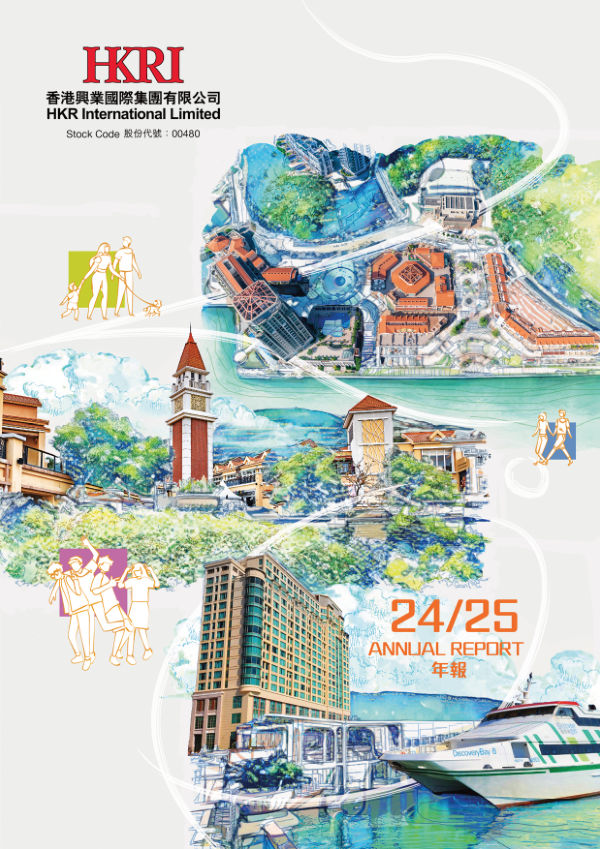 HKRI
香港興業國際集團有限公司
HKR International Limited
Stock Code 股份代號：00480
24/25
ANNUAL REPORT
年報
DiscoveryBay 8